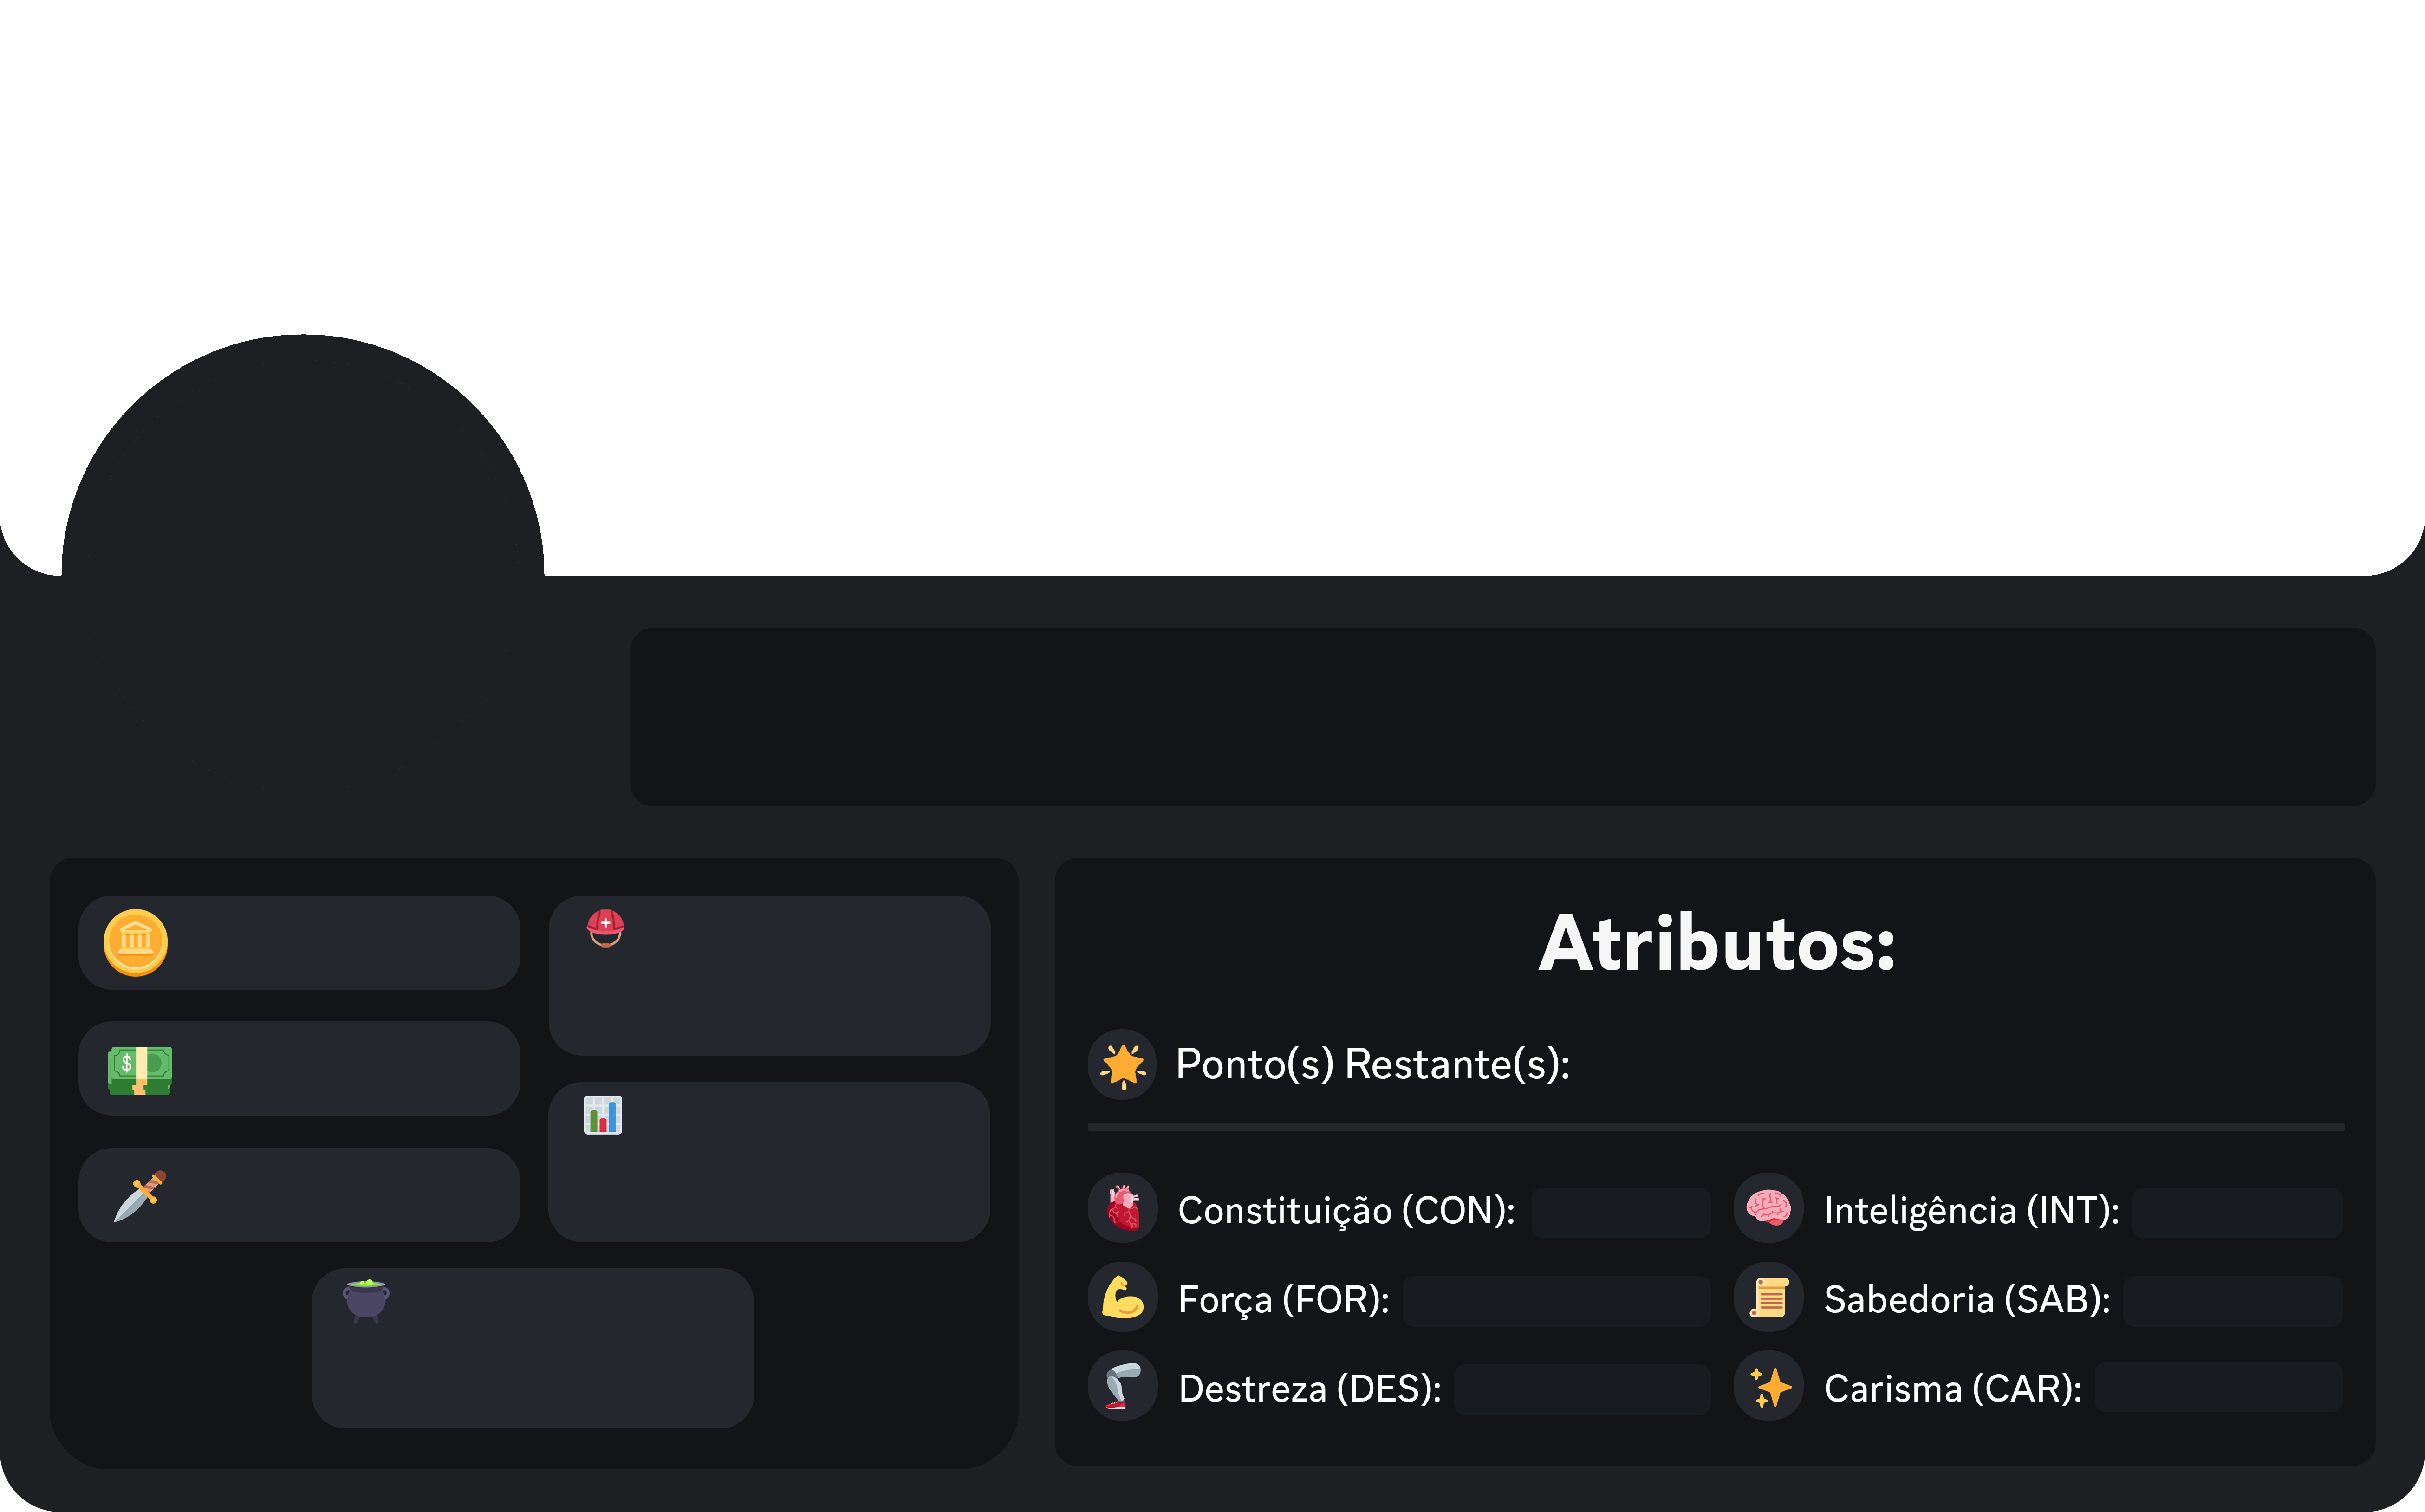 Atributos:
Ponto(s) Restante(s):
Constituição (CON):
Inteligência (INT):
Força (FOR):
Sabedoria (SAB):
Destreza (DES):
Carisma (CAR):